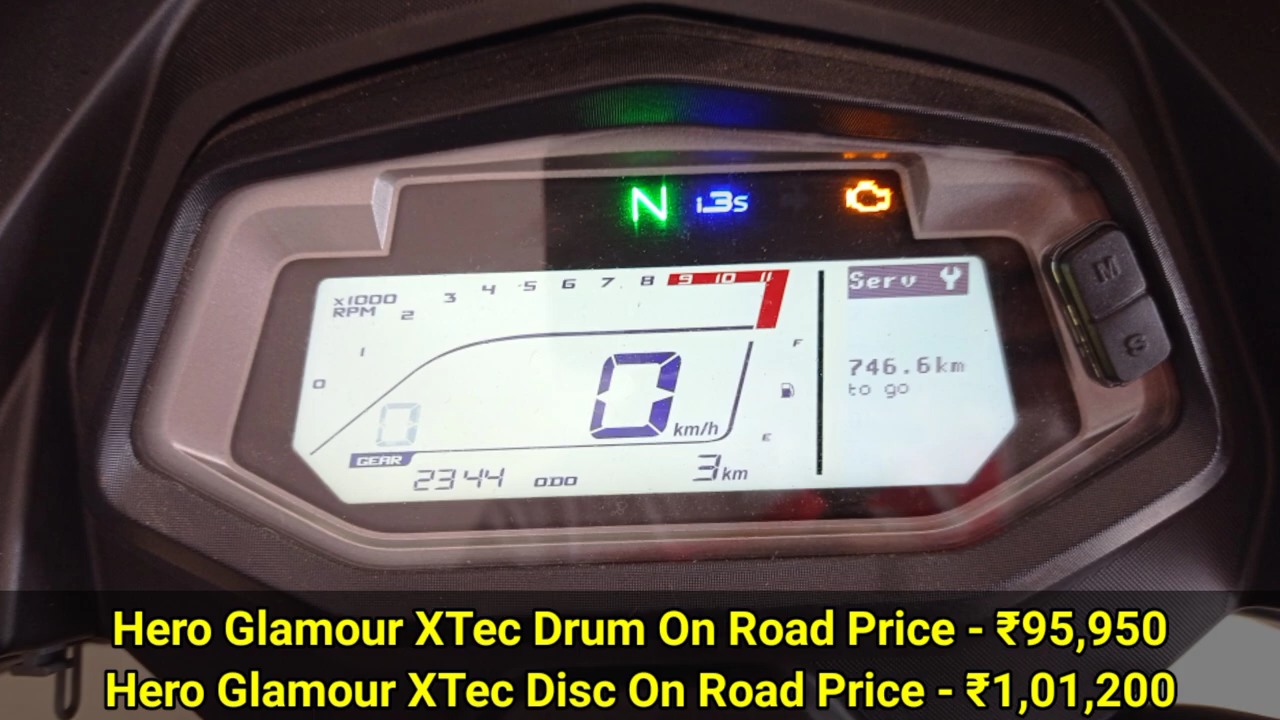 N i3s
x1000
RPM
0 1 2 3 4 5 6 7 8 9 10 11
Serv
M
S
F
E
746.6km
to go
0
0 km/h
GEAR
2344 ODO 3km
Hero Glamour XTec Drum On Road Price - ₹95,950
Hero Glamour XTec Disc On Road Price - ₹1,01,200